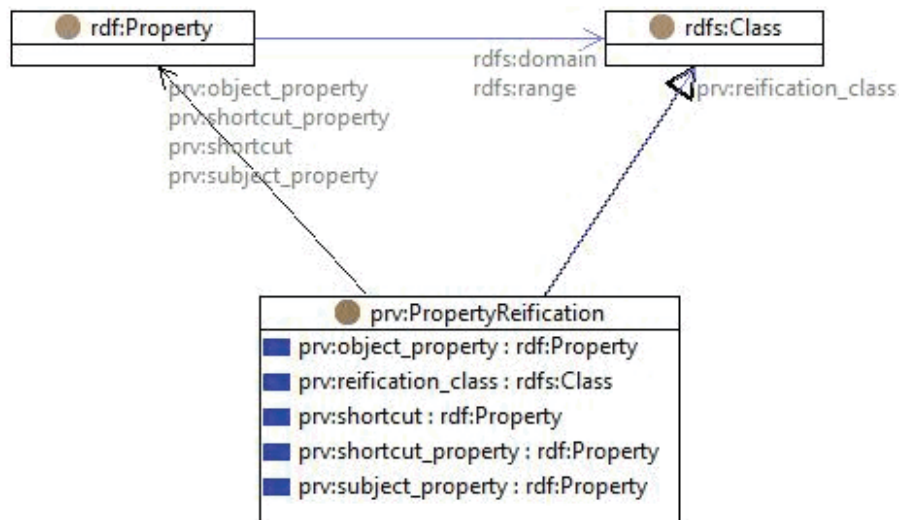 rdf:Property
rdfs:Class
rdfs:domain
rdfs:range
prv:object_property
prv:shortcut_property
prv:shortcut
prv:subject_property
prv:reification_class
prv:PropertyReification
prv:object_property : rdf:Property
prv:reification_class : rdfs:Class
prv:shortcut : rdf:Property
prv:shortcut_property : rdf:Property
prv:subject_property : rdf:Property